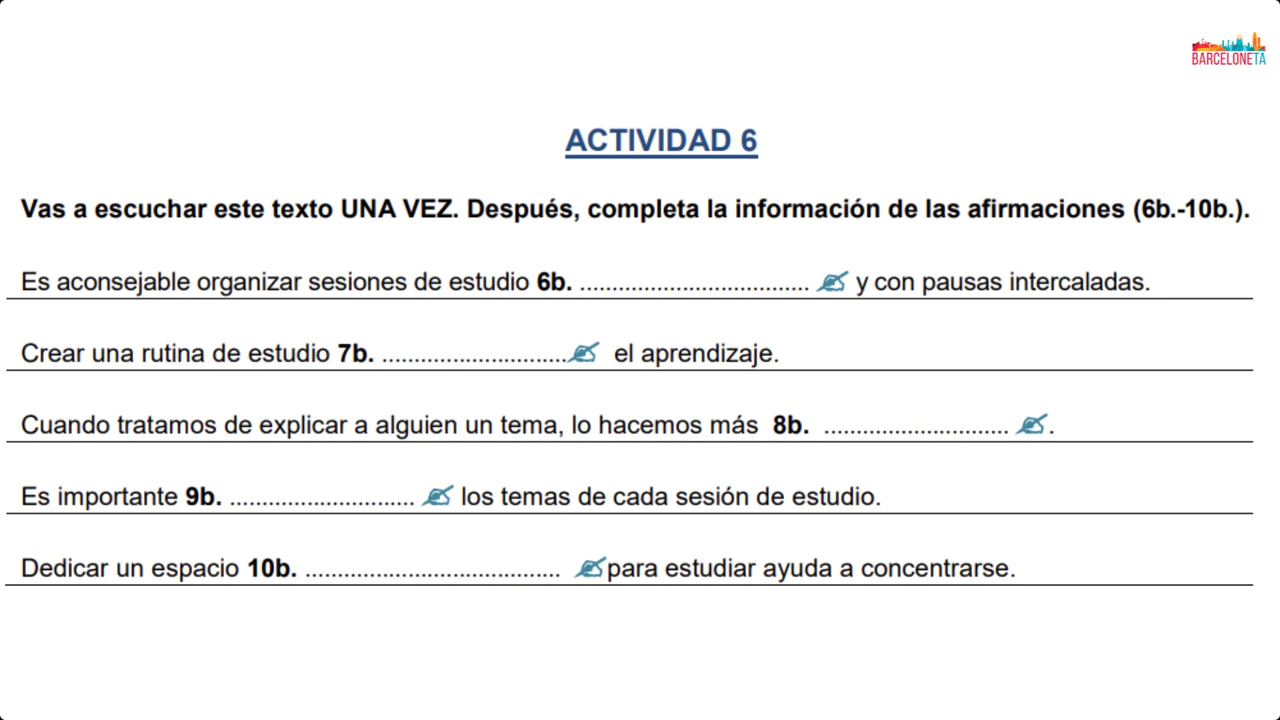 BARCELONETA
ACTIVIDAD 6
Vas a escuchar este texto UNA VEZ. Después, completa la información de las afirmaciones (6b.-10b.).
Es aconsejable organizar sesiones de estudio 6b. ................................... y con pausas intercaladas.
Crear una rutina de estudio 7b. ............................. el aprendizaje.
Cuando tratamos de explicar a alguien un tema, lo hacemos más 8b. ............................. .
Es importante 9b. ............................. los temas de cada sesión de estudio.
Dedicar un espacio 10b. ........................................ para estudiar ayuda a concentrarse.